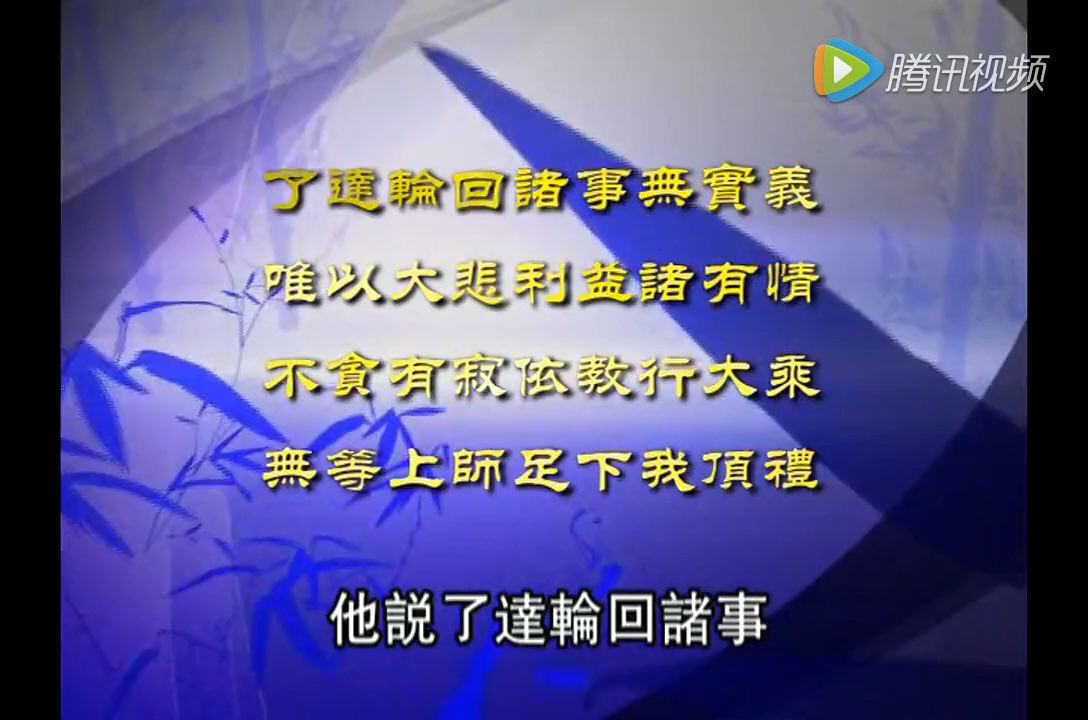 腾讯视频
了達輪回諸事無實義
唯以大悲利益諸有情
不貪有寂依教行大乘
無等上師足下我頂禮
他説了達輪回諸事